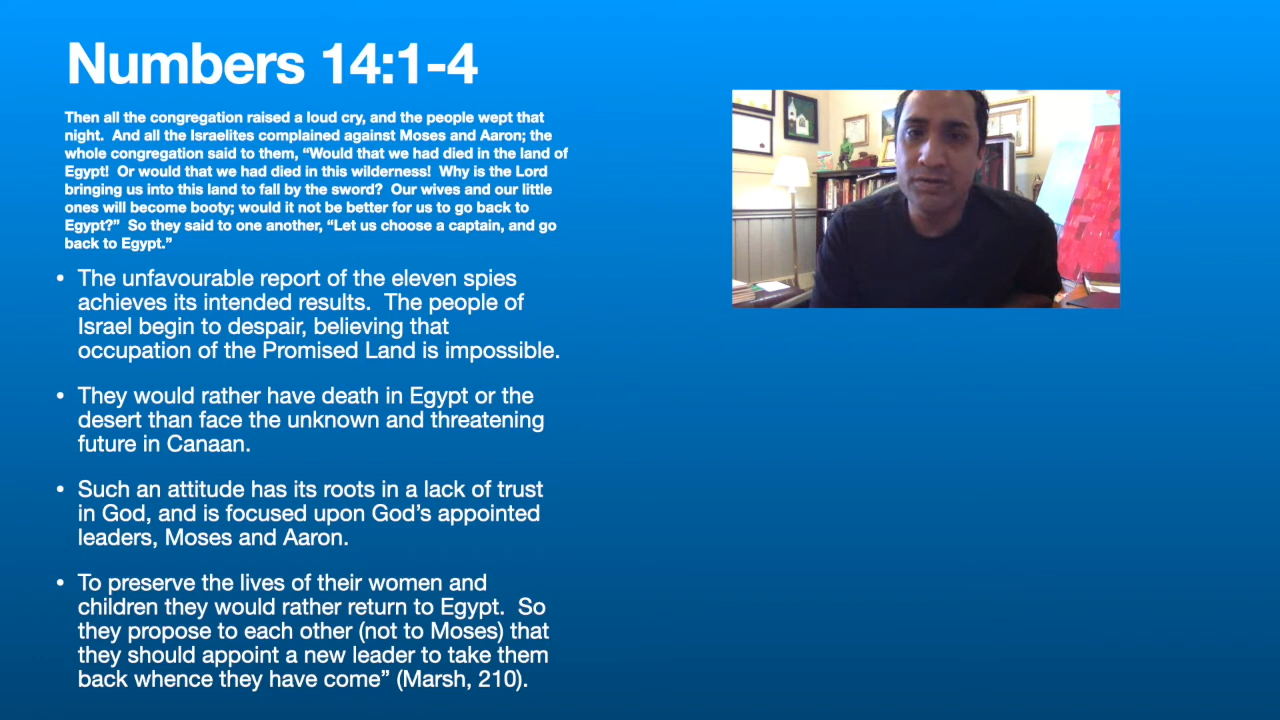 Numbers 14:1-4
Then all the congregation raised a loud cry, and the people wept that
night.  And all the Israelites complained against Moses and Aaron; the
whole congregation said to them, “Would that we had died in the land of
Egypt!  Or would that we had died in this wilderness!  Why is the Lord
bringing us into this land to fall by the sword?  Our wives and our little
ones will become booty; would it not be better for us to go back to
Egypt?”  So they said to one another, “Let us choose a captain, and go
back to Egypt.”
• The unfavourable report of the eleven spies
achieves its intended results.  The people of
Israel begin to despair, believing that
occupation of the Promised Land is impossible.
• They would rather have death in Egypt or the
desert than face the unknown and threatening
future in Canaan.
• Such an attitude has its roots in a lack of trust
in God, and is focused upon God’s appointed
leaders, Moses and Aaron.
• To preserve the lives of their women and
children they would rather return to Egypt.  So
they propose to each other (not to Moses) that
they should appoint a new leader to take them
back whence they have come” (Marsh, 210).